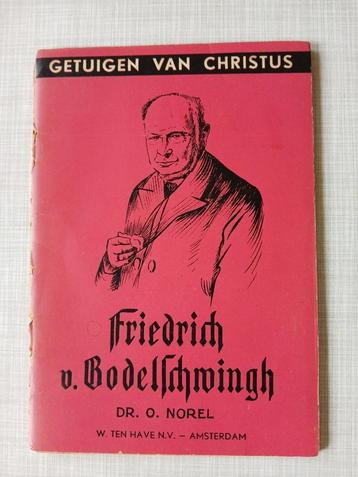 GETUIGEN VAN CHRISTUS
Friedrich
v. Bodelſchwingh
DR. O. NOREL
W. TEN HAVE N.V. – AMSTERDAM